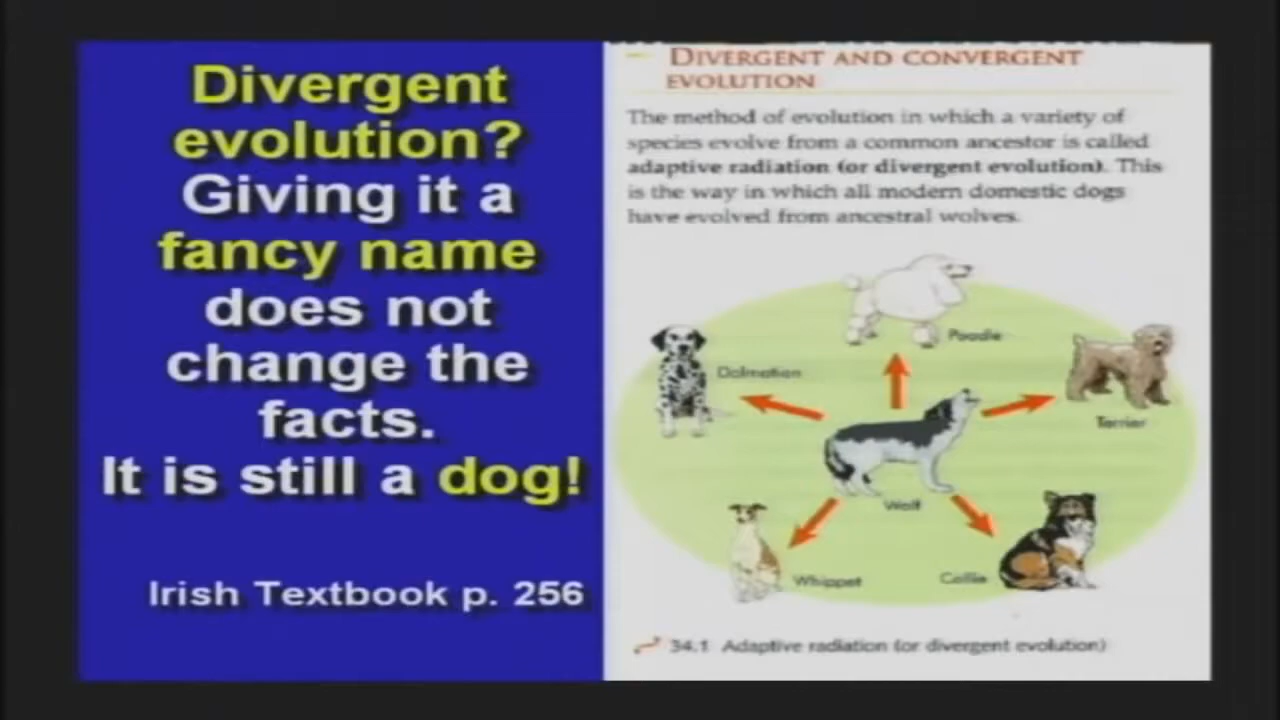 Divergent
evolution?
Giving it a
fancy name
does not
change the
facts.
It is still a dog!
Irish Textbook p. 256
DIVERGENT AND CONVERGENT
EVOLUTION
The method of evolution in which a variety of
species evolve from a common ancestor is called
adaptive radiation (or divergent evolution). This
is the way in which all modern domestic dogs
have evolved from ancestral wolves.
Poodle
Dalmation
Terrier
Wolf
Whippet
Collie
34.1 Adaptive radiation (or divergent evolution)